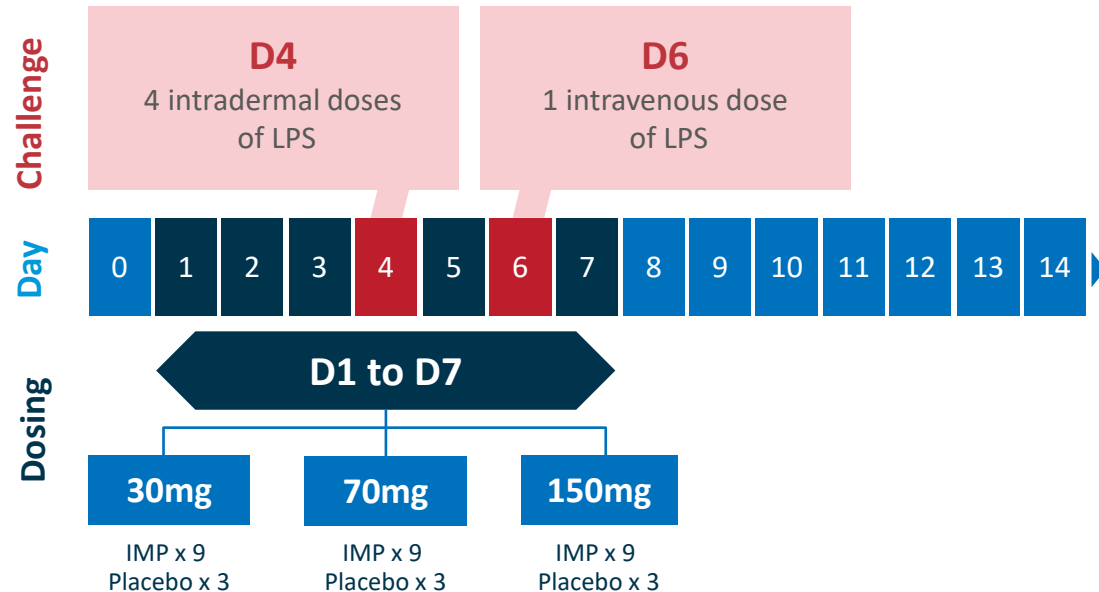 Challenge
D4
4 intradermal doses
of LPS
D6
1 intravenous dose
of LPS
Day
0 1 2 3 4 5 6 7 8 9 10 11 12 13 14
Dosing
D1 to D7
30mg
IMP x 9
Placebo x 3
70mg
IMP x 9
Placebo x 3
150mg
IMP x 9
Placebo x 3